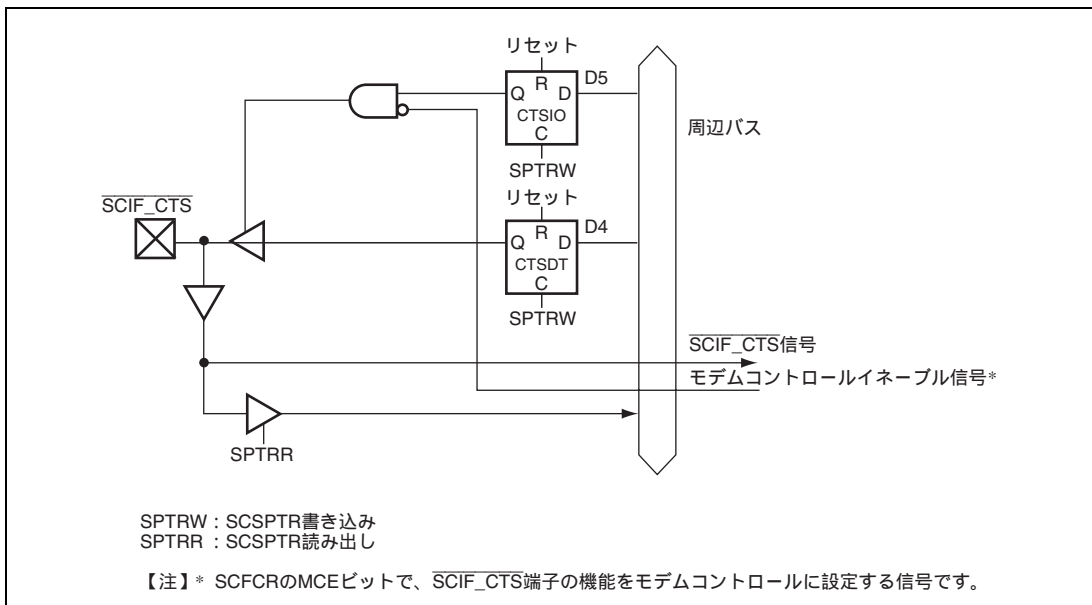 リセット
R
Q D
D5
CTSIO
C
周辺バス
SPTRW
リセット
SCIF_CTS
R
Q D
D4
CTSDT
C
SPTRW
SCIF_CTS信号
モデムコントロールイネーブル信号*
SPTRR
SPTRW:SCSPTR書き込み
SPTRR :SCSPTR読み出し
【注】* SCFCRのMCEビットで、SCIF_CTS端子の機能をモデムコントロールに設定する信号です。